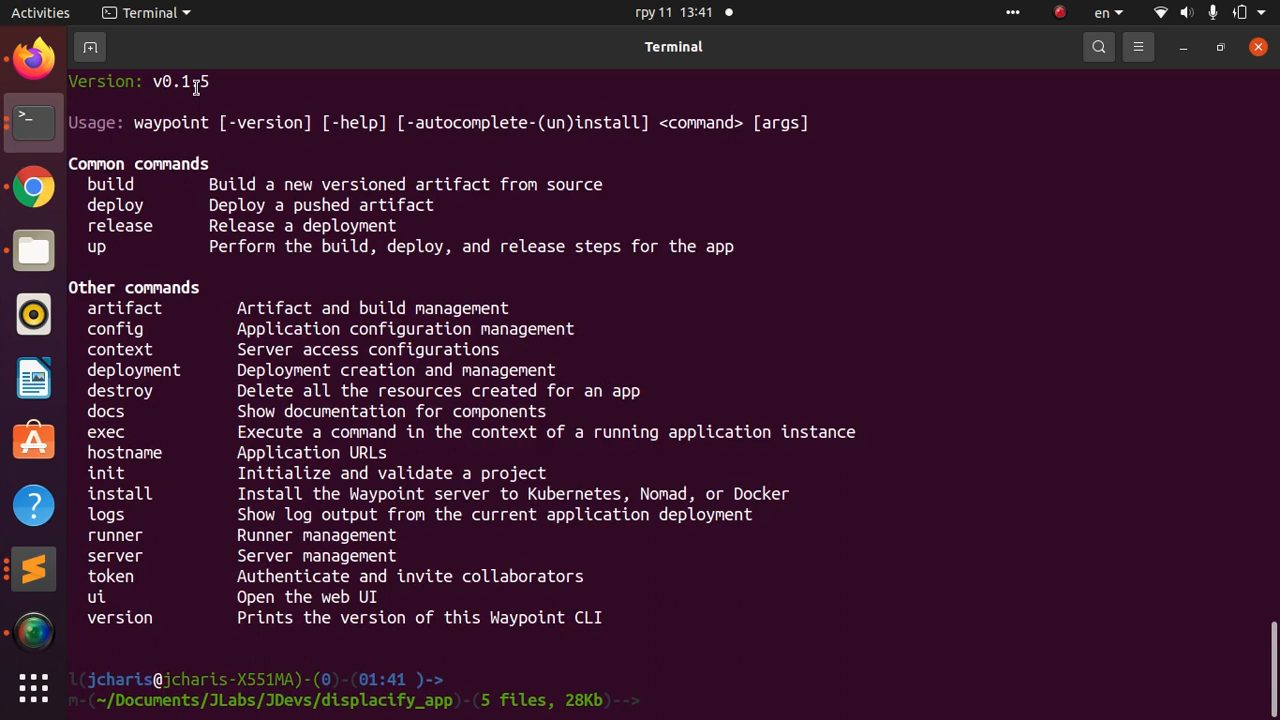 Activities Terminal гру 11 13:41 en
Terminal
Version: v0.1.5
Usage: waypoint [-version] [-help] [-autocomplete-(un)install] <command> [args]
Common commands
build Build a new versioned artifact from source
deploy Deploy a pushed artifact
release Release a deployment
up Perform the build, deploy, and release steps for the app
Other commands
artifact Artifact and build management
config Application configuration management
context Server access configurations
deployment Deployment creation and management
destroy Delete all the resources created for an app
docs Show documentation for components
exec Execute a command in the context of a running application instance
hostname Application URLs
init Initialize and validate a project
install Install the Waypoint server to Kubernetes, Nomad, or Docker
logs Show log output from the current application deployment
runner Runner management
server Server management
token Authenticate and invite collaborators
ui Open the web UI
version Prints the version of this Waypoint CLI
l(jcharis@jcharis-X551MA)-(0)-(01:41 )->
m-(~/Documents/JLabs/JDevs/displacify_app)-(5 files, 28Kb)-->